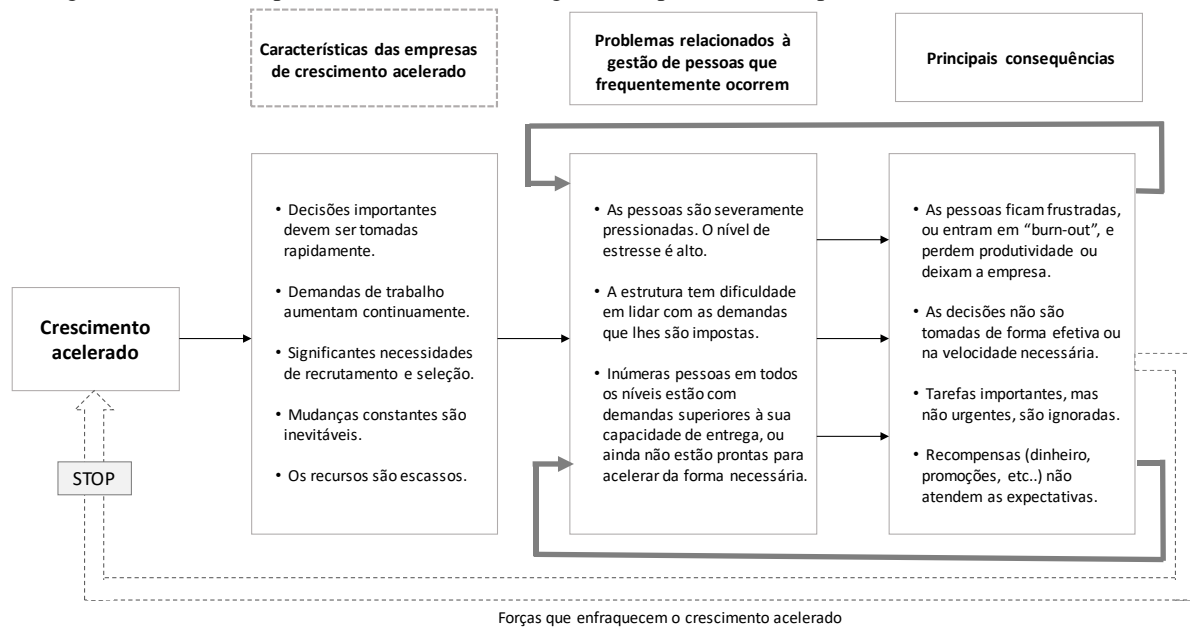 Características das empresas
de crescimento acelerado
Problemas relacionados à
gestão de pessoas que
frequentemente ocorrem
Principais consequências
Crescimento
acelerado
STOP
• Decisões importantes
devem ser tomadas
rapidamente.
• Demandas de trabalho
aumentam continuamente.
• Significantes necessidades
de recrutamento e seleção.
• Mudanças constantes são
inevitáveis.
• Os recursos são escassos.
• As pessoas são severamente
pressionadas. O nível de
estresse é alto.
• A estrutura tem dificuldade
em lidar com as demandas
que lhes são impostas.
• Inúmeras pessoas em todos
os níveis estão com
demandas superiores à sua
capacidade de entrega, ou
ainda não estão prontas para
acelerar da forma necessária.
• As pessoas ficam frustradas,
ou entram em “burn-out”, e
perdem produtividade ou
deixam a empresa.
• As decisões não são
tomadas de forma efetiva ou
na velocidade necessária.
• Tarefas importantes, mas
não urgentes, são ignoradas.
• Recompensas (dinheiro,
promoções, etc..) não
atendem as expectativas.
Forças que enfraquecem o crescimento acelerado